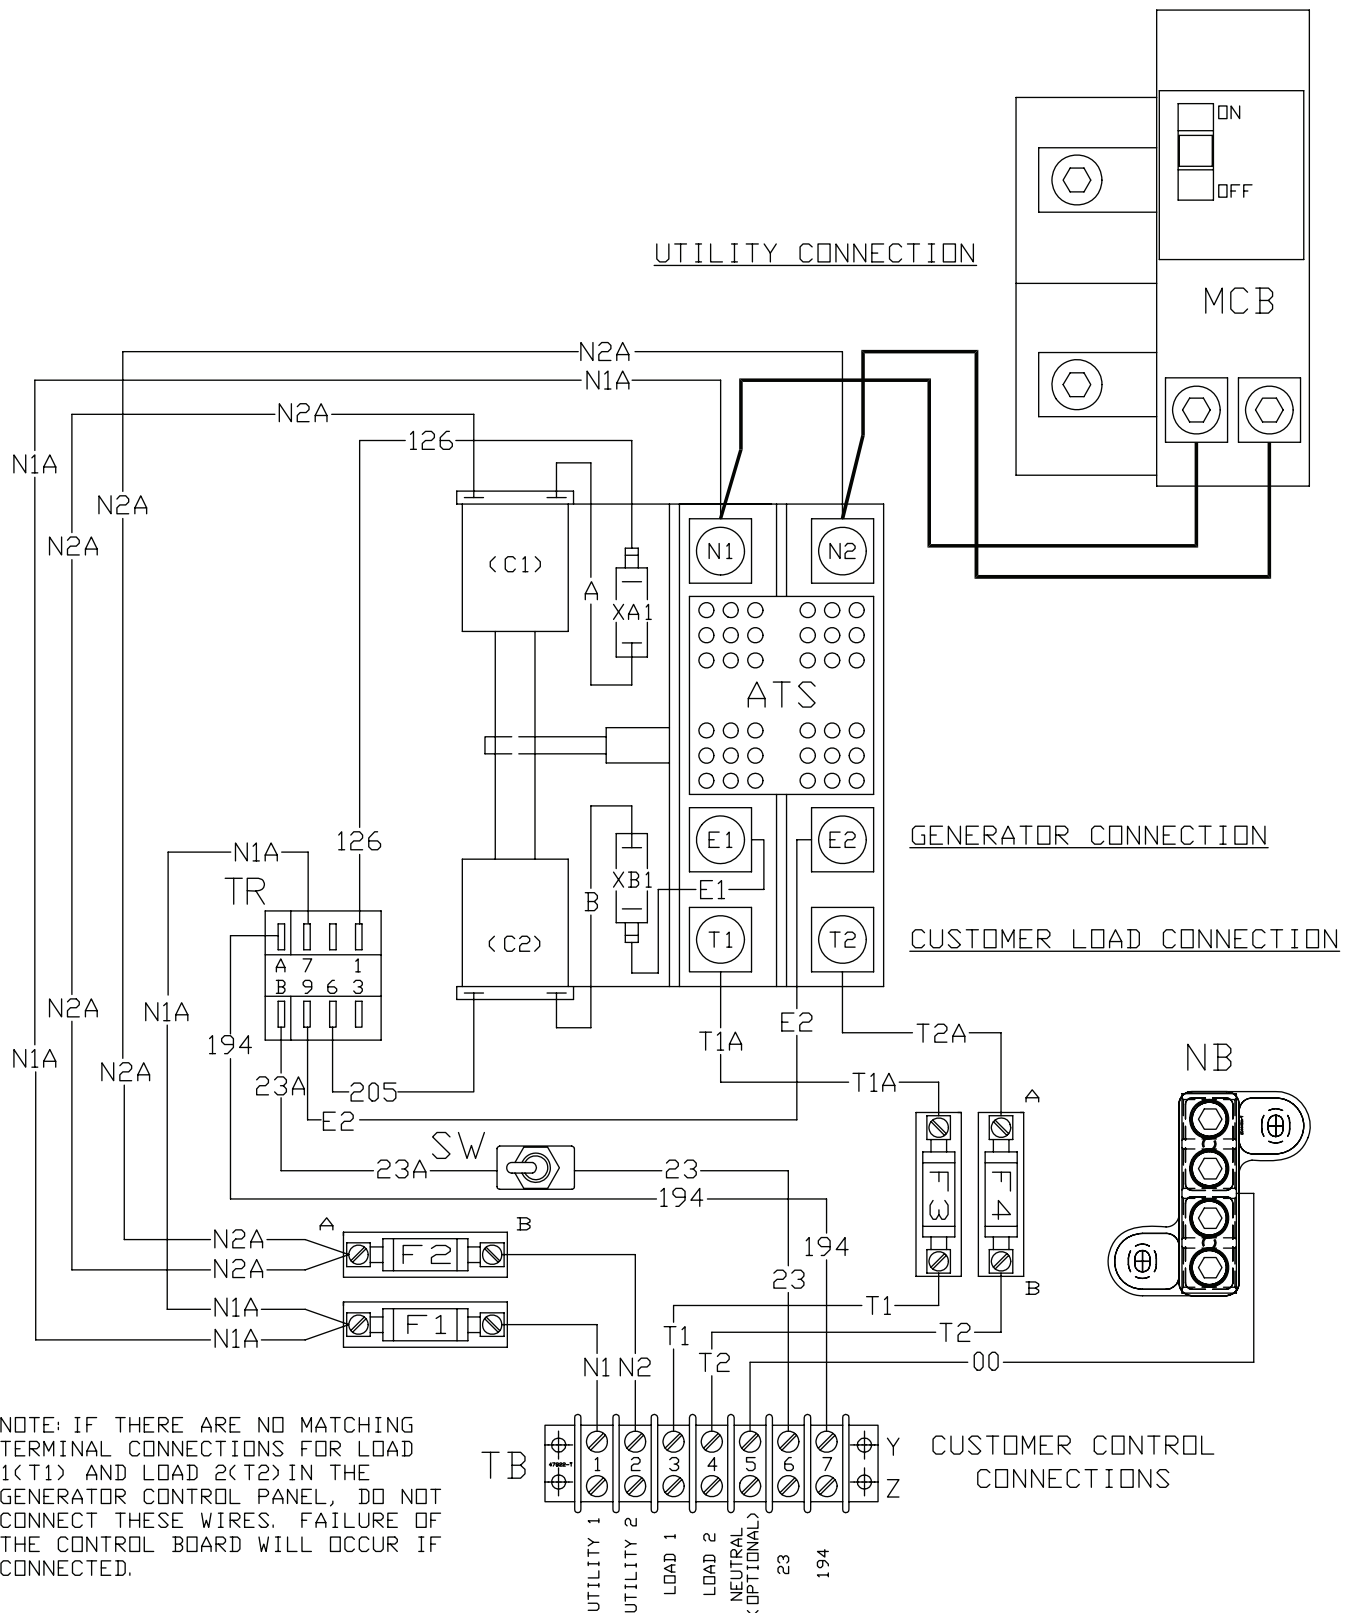 ON
OFF
UTILITY CONNECTION
MCB
N2A
N1A
N2A
126
N1A
N2A
N2A
N1
N2
(C1)
A
XA1
ATS
126
N1A
E1
E2
GENERATOR CONNECTION
TR
XB1
E1
B
T1
T2
CUSTOMER LOAD CONNECTION
(C2)
A 7 1
B 9 6 3
N2A
N1A
194
E2
T1A
T2A
N1A
N2A
23A
205
T1A
NB
A
E2
SW
23A
23
194
F3
F4
A
B
N2A
F2
N2A
194
23
B
N1A
F1
N1A
T1
T1
T2
N1
N2
T2
00
NOTE: IF THERE ARE NO MATCHING
TERMINAL CONNECTIONS FOR LOAD
1(T1) AND LOAD 2(T2) IN THE
GENERATOR CONTROL PANEL, DO NOT
CONNECT THESE WIRES. FAILURE OF
THE CONTROL BOARD WILL OCCUR IF
CONNECTED.
TB
1 2 3 4 5 6 7
Y
Z
CUSTOMER CONTROL
CONNECTIONS
UTILITY 1
UTILITY 2
LOAD 1
LOAD 2
NEUTRAL
(OPTIONAL)
23
194